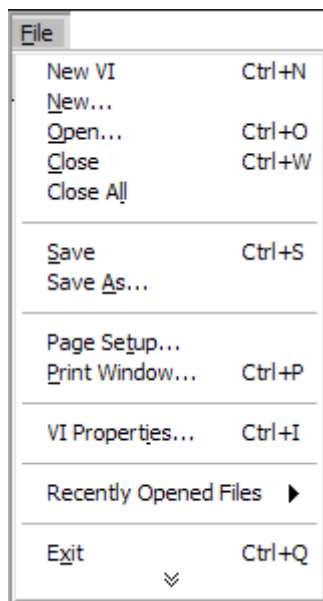 File
New VI Ctrl+N
New...
Open... Ctrl+O
Close Ctrl+W
Close All
Save Ctrl+S
Save As...
Page Setup...
Print Window... Ctrl+P
VI Properties... Ctrl+I
Recently Opened Files
Exit Ctrl+Q